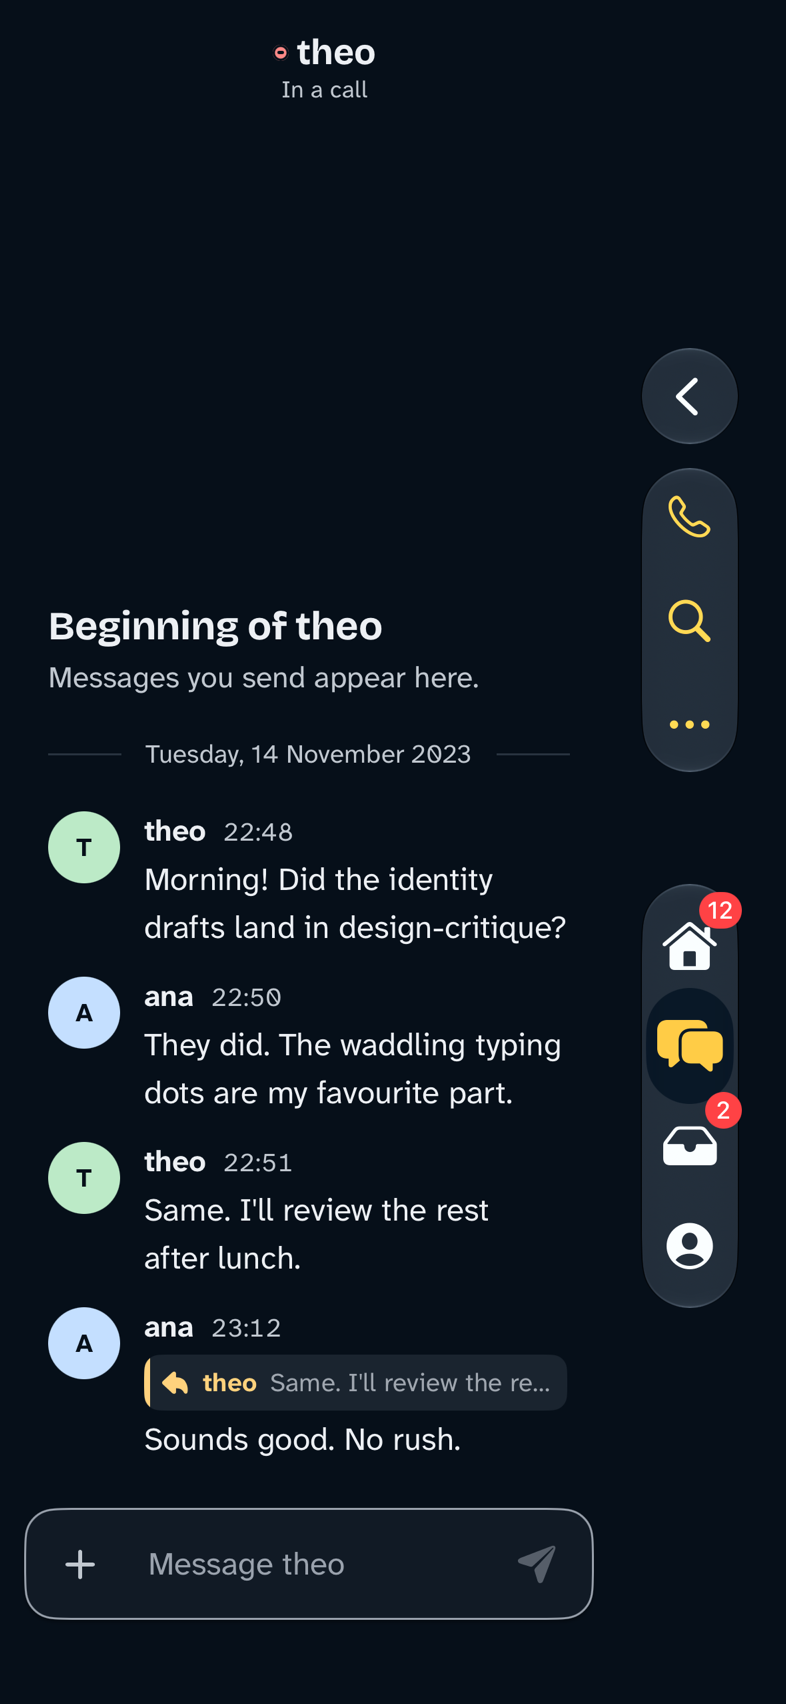 theo
In a call
Beginning of theo
Messages you send appear here.
Tuesday, 14 November 2023
T
theo 22:48
Morning! Did the identity
drafts land in design-critique?
A
ana 22:50
They did. The waddling typing
dots are my favourite part.
T
theo 22:51
Same. I'll review the rest
after lunch.
A
ana 23:12
theo Same. I'll review the re...
Sounds good. No rush.
Message theo
12
2